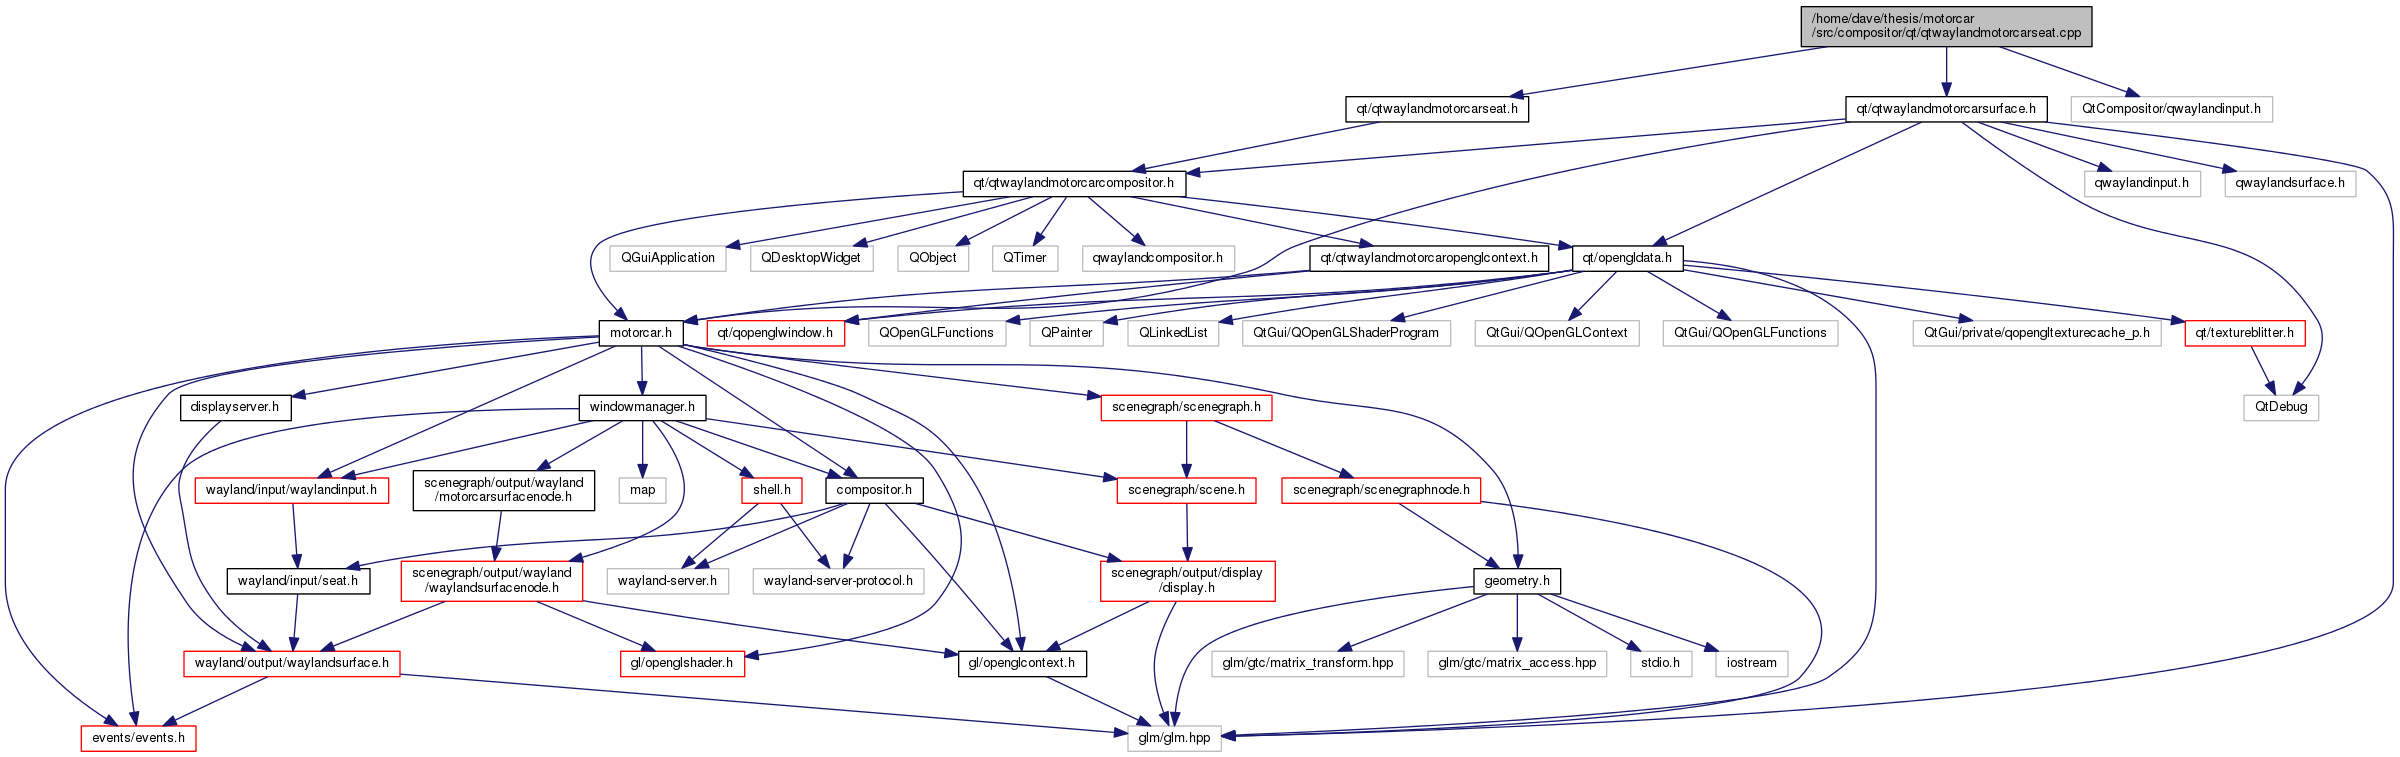 /home/dave/thesis/motorcar
/src/compositor/qt/qtwaylandmotorcarseat.cpp
qt/qtwaylandmotorcarseat.h
qt/qtwaylandmotorcarsurface.h
QtCompositor/qwaylandinput.h
qt/qtwaylandmotorcarcompositor.h
qwaylandinput.h
qwaylandsurface.h
QGuiApplication
QDesktopWidget
QObject
QTimer
qwaylandcompositor.h
qt/qtwaylandmotorcaropenglcontext.h
qt/opengldata.h
motorcar.h
qt/qopenglwindow.h
QOpenGLFunctions
QPainter
QLinkedList
QtGui/QOpenGLShaderProgram
QtGui/QOpenGLContext
QtGui/QOpenGLFunctions
QtGui/private/qopengltexturecache_p.h
qt/textureblitter.h
displayserver.h
windowmanager.h
scenegraph/scenegraph.h
QtDebug
wayland/input/waylandinput.h
scenegraph/output/wayland
/motorcarsurfacenode.h
map
shell.h
compositor.h
scenegraph/scene.h
scenegraph/scenegraphnode.h
wayland/input/seat.h
scenegraph/output/wayland
/waylandsurfacenode.h
wayland-server.h
wayland-server-protocol.h
scenegraph/output/display
/display.h
geometry.h
wayland/output/waylandsurface.h
gl/openglshader.h
gl/openglcontext.h
glm/gtc/matrix_transform.hpp
glm/gtc/matrix_access.hpp
stdio.h
iostream
events/events.h
glm/glm.hpp